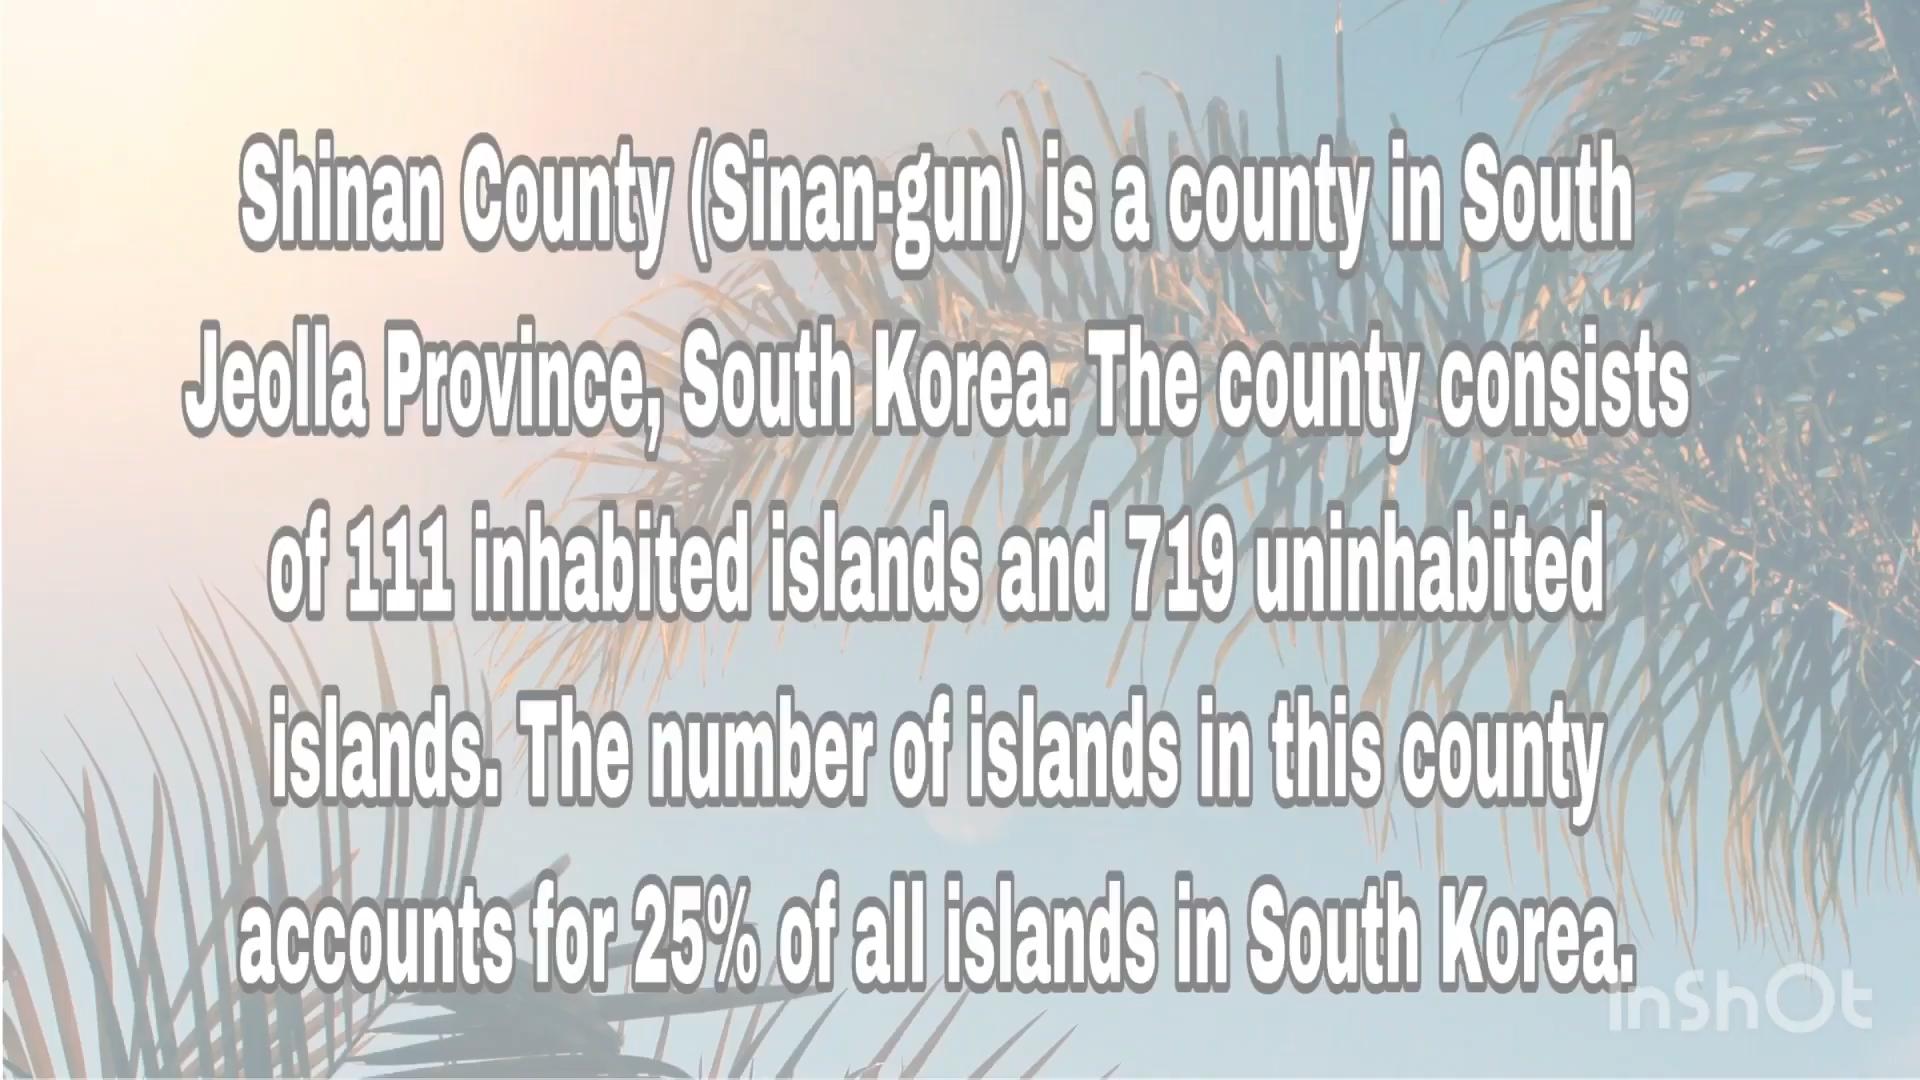 Shinan County (Sinan-gun) is a county in South
Jeolla Province, South Korea. The county consists
of 111 inhabited islands and 719 uninhabited
islands. The number of islands in this county
accounts for 25% of all islands in South Korea.
InShOt